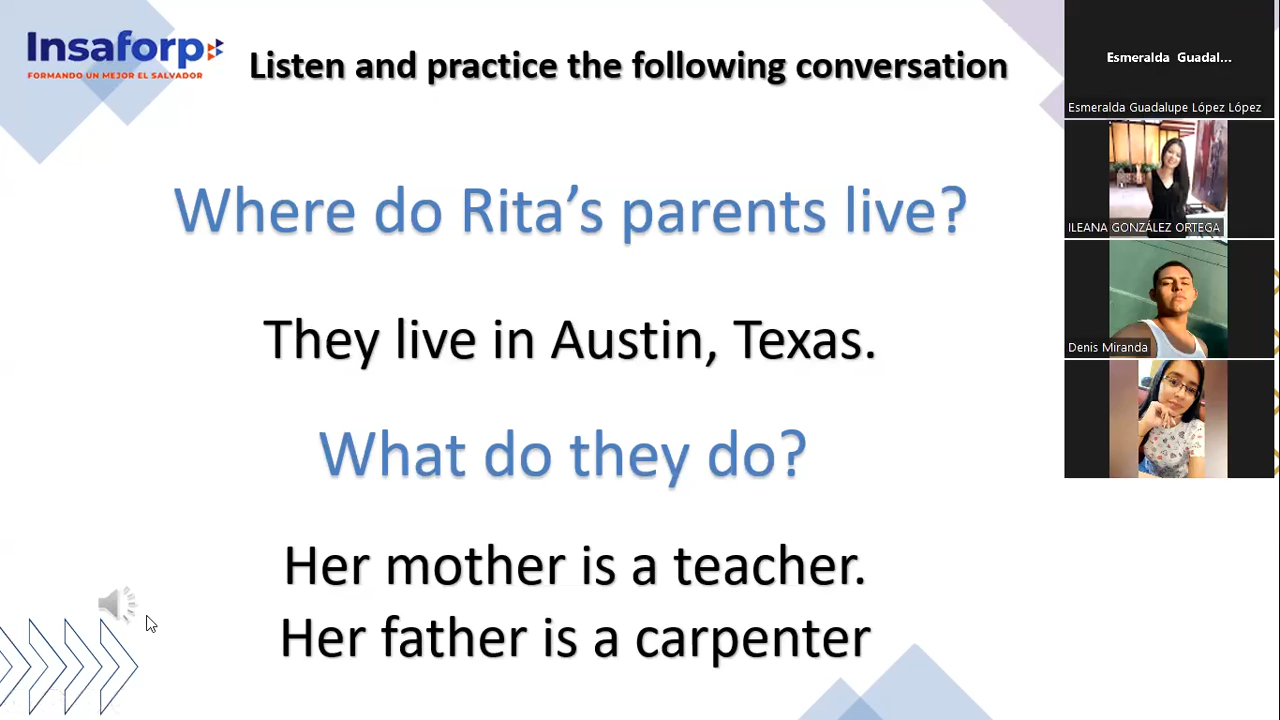 Insaforp
FORMANDO UN MEJOR EL SALVADOR
Listen and practice the following conversation
Where do Rita's parents live?
They live in Austin, Texas.
What do they do?
Her mother is a teacher.
Her father is a carpenter
Esmeralda Guadal...
Esmeralda Guadalupe López López
ILEANA GONZÁLEZ ORTEGA
Denis Miranda